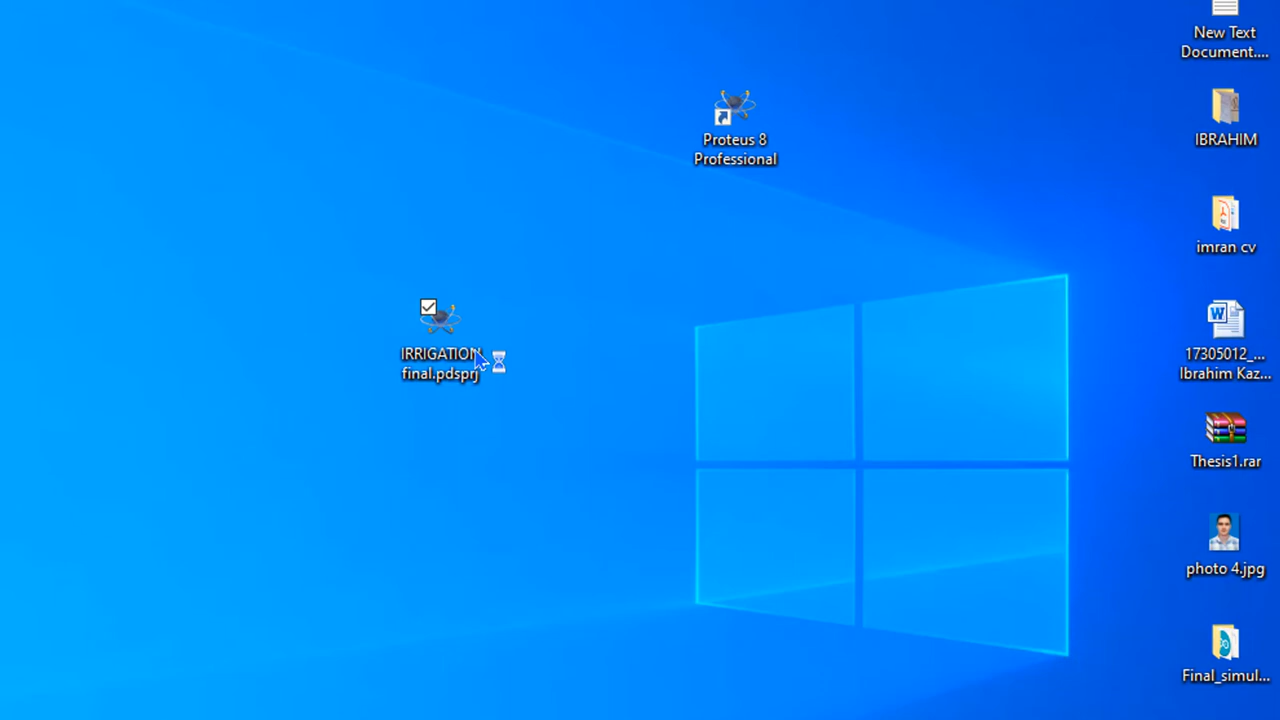 New Text
Document....
Proteus 8
Professional
IBRAHIM
imran cv
IRRIGATION
final.pdsprj
17305012_...
Ibrahim Kaz...
Thesis1.rar
photo 4.jpg
Final_simul...